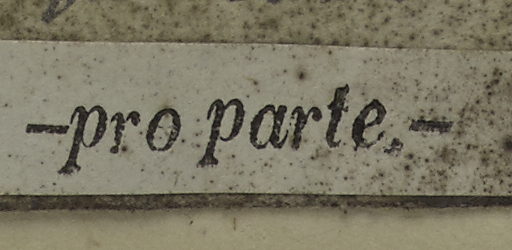 –pro parte.–